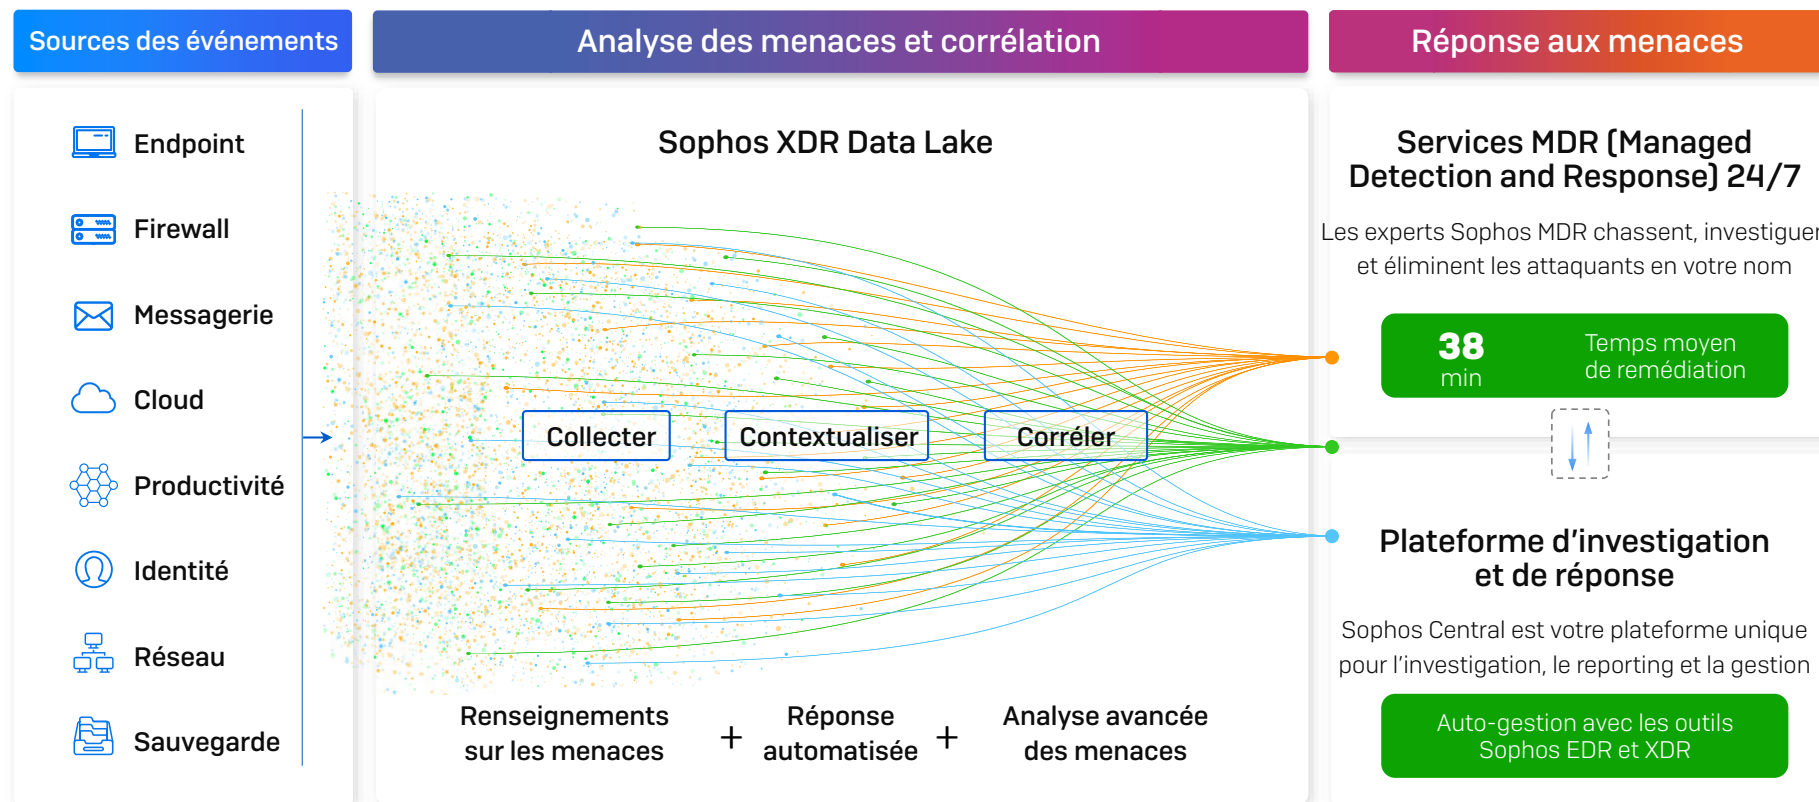 Sources des événements
Analyse des menaces et corrélation
Réponse aux menaces
Endpoint
Firewall
Messagerie
Cloud
Productivité
Identité
Réseau
Sauvegarde
Sophos XDR Data Lake
Collecter
Contextualiser
Corréler
Renseignements
sur les menaces
+
Réponse
automatisée
+
Analyse avancée
des menaces
Services MDR (Managed
Detection and Response) 24/7
Les experts Sophos MDR chassent, investiguer
et éliminent les attaquants en votre nom
38
min
Temps moyen
de remédiation
Plateforme d’investigation
et de réponse
Sophos Central est votre plateforme unique
pour l’investigation, le reporting et la gestion
Auto-gestion avec les outils
Sophos EDR et XDR